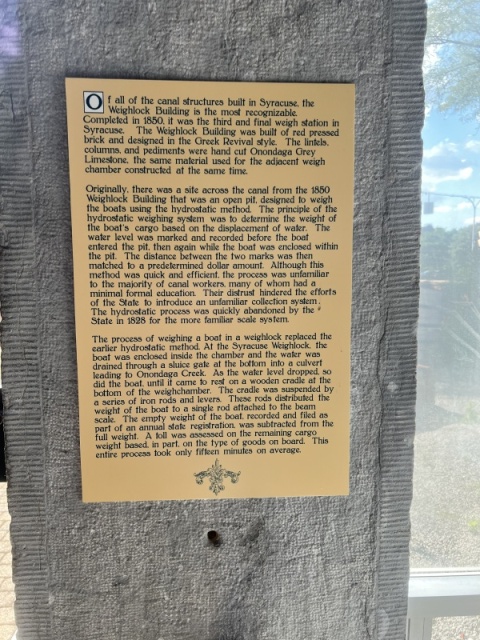 Of all of the canal structures built in Syracuse, the
Weighlock Building is the most recognizable.
Completed in 1850, it was the third and final weigh station in
Syracuse. The Weighlock Building was built of red pressed
brick and designed in the Greek Revival style. The lintels,
columns, and pediments were hand cut Onondaga Grey
Limestone, the same material used for the adjacent weigh
chamber constructed at the same time.
Originally, there was a site across the canal from the 1850
Weighlock Building that was an open pit, designed to weigh
the boats using the hydrostatic method. The principle of the
hydrostatic weighing system was to determine the weight of
the boat's cargo based on the displacement of water. The
water level was marked and recorded before the boat
entered the pit, then again while the boat was enclosed within
the pit. The distance between the two marks was then
matched to a predetermined dollar amount. Although this
method was quick and efficient, the process was unfamiliar
to the majority of canal workers, many of whom had a
minimal formal education. Their distrust hindered the efforts
of the State to introduce an unfamiliar collection system.
The hydrostatic process was quickly abandoned by the
State in 1828 for the more familiar scale system.
The process of weighing a boat in a weighlock replaced the
earlier hydrostatic method. At the Syracuse Weighlock, the
boat was enclosed inside the chamber and the water was
drained through a sluice gate at the bottom into a culvert
leading to Onondaga Creek. As the water level dropped, so
did the boat, until it came to rest on a wooden cradle at the
bottom of the weighchamber. The cradle was suspended by
a series of iron rods and levers. These rods distributed the
weight of the boat to a single rod attached to the beam
scale. The empty weight of the boat, recorded and filed as
part of an annual state registration, was subtracted from the
full weight. A toll was assessed on the remaining cargo
weight based, in part, on the type of goods on board. This
entire process took only fifteen minutes on average.